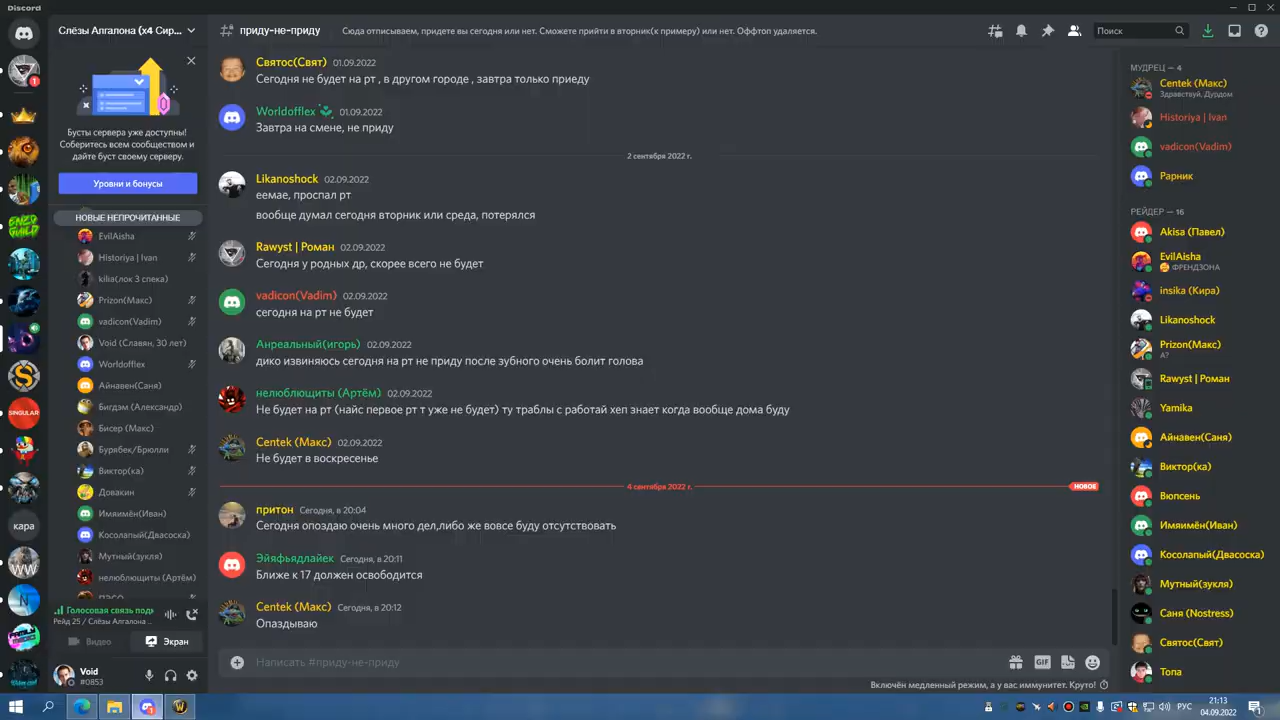 Discord
Слёзы Алгалона (x4 Сир...
приду-не-приду
Сюда отписываем, придете вы сегодня или нет. Сможете прийти в вторник(к примеру) или нет. Оффтоп удаляется.
Поиск
1
ENZO GUILD
SINGULAR
кара
WW
Бусты сервера уже доступны!
Соберитесь всем сообществом и
дайте буст своему серверу.
Уровни и бонусы
НОВЫЕ НЕПРОЧИТАННЫЕ
EvilAisha
Historiya | Ivan
kilia(лок 3 спека)
Prizon(Макс)
vadicon(Vadim)
Void (Славян, 30 лет)
Worldofflex
Айнавен(Саня)
Бигдэм (Александр)
Бисер (Макс)
Бурябек/Брюлли
Виктор(ка)
Довакин
Имяимён(Иван)
Косолапый(Двасоска)
Мутный(зукля)
нелюблющиты (Артём)
Голосовая связь подк
Рейд 25 / Слёзы Алгалона ...
Видео
Экран
Void
#0853
Святос(Свят) 01.09.2022
Сегодня не будет на рт , в другом городе , завтра только приеду
Worldofflex 01.09.2022
Завтра на смене, не приду
2 сентября 2022 г.
Likanoshock 02.09.2022
еемае, проспал рт
вообще думал сегодня вторник или среда, потерялся
Rawyst | Роман 02.09.2022
Сегодня у родных др, скорее всего не будет
vadicon(Vadim) 02.09.2022
сегодня на рт не будет
Анреальный(игорь) 02.09.2022
дико извиняюсь сегодня на рт не приду после зубного очень болит голова
нелюблющиты (Артём) 02.09.2022
Не будет на рт (найс первое рт т уже не будет) ту траблы с работай хеп знает когда вообще дома буду
Centek (Макс) 02.09.2022
Не будет в воскресенье
4 сентября 2022 г.
НОВОЕ
притон Сегодня, в 20:04
Сегодня опоздаю очень много дел,либо же вовсе буду отсутствовать
Эйяфьядлайек Сегодня, в 20:11
Ближе к 17 должен освободится
Centek (Макс) Сегодня, в 20:12
Опаздываю
Написать #приду-не-приду
GIF
Включён медленный режим, а у вас иммунитет. Круто!
МУДРЕЦ — 4
Centek (Макс)
Здравствуй, Дурдом
Historiya | Ivan
vadicon(Vadim)
Рарник
РЕЙДЕР — 16
Akisa (Павел)
EvilAisha
ФРЕНДЗОНА
insika (Кира)
Likanoshock
Prizon(Макс)
А?
Rawyst | Роман
Yamika
Айнавен(Саня)
Виктор(ка)
Вюпсень
Имяимён(Иван)
Косолапый(Двасоска)
Мутный(зукля)
Саня (Nostress)
Святос(Свят)
Топа
РУС
21:13
04.09.2022